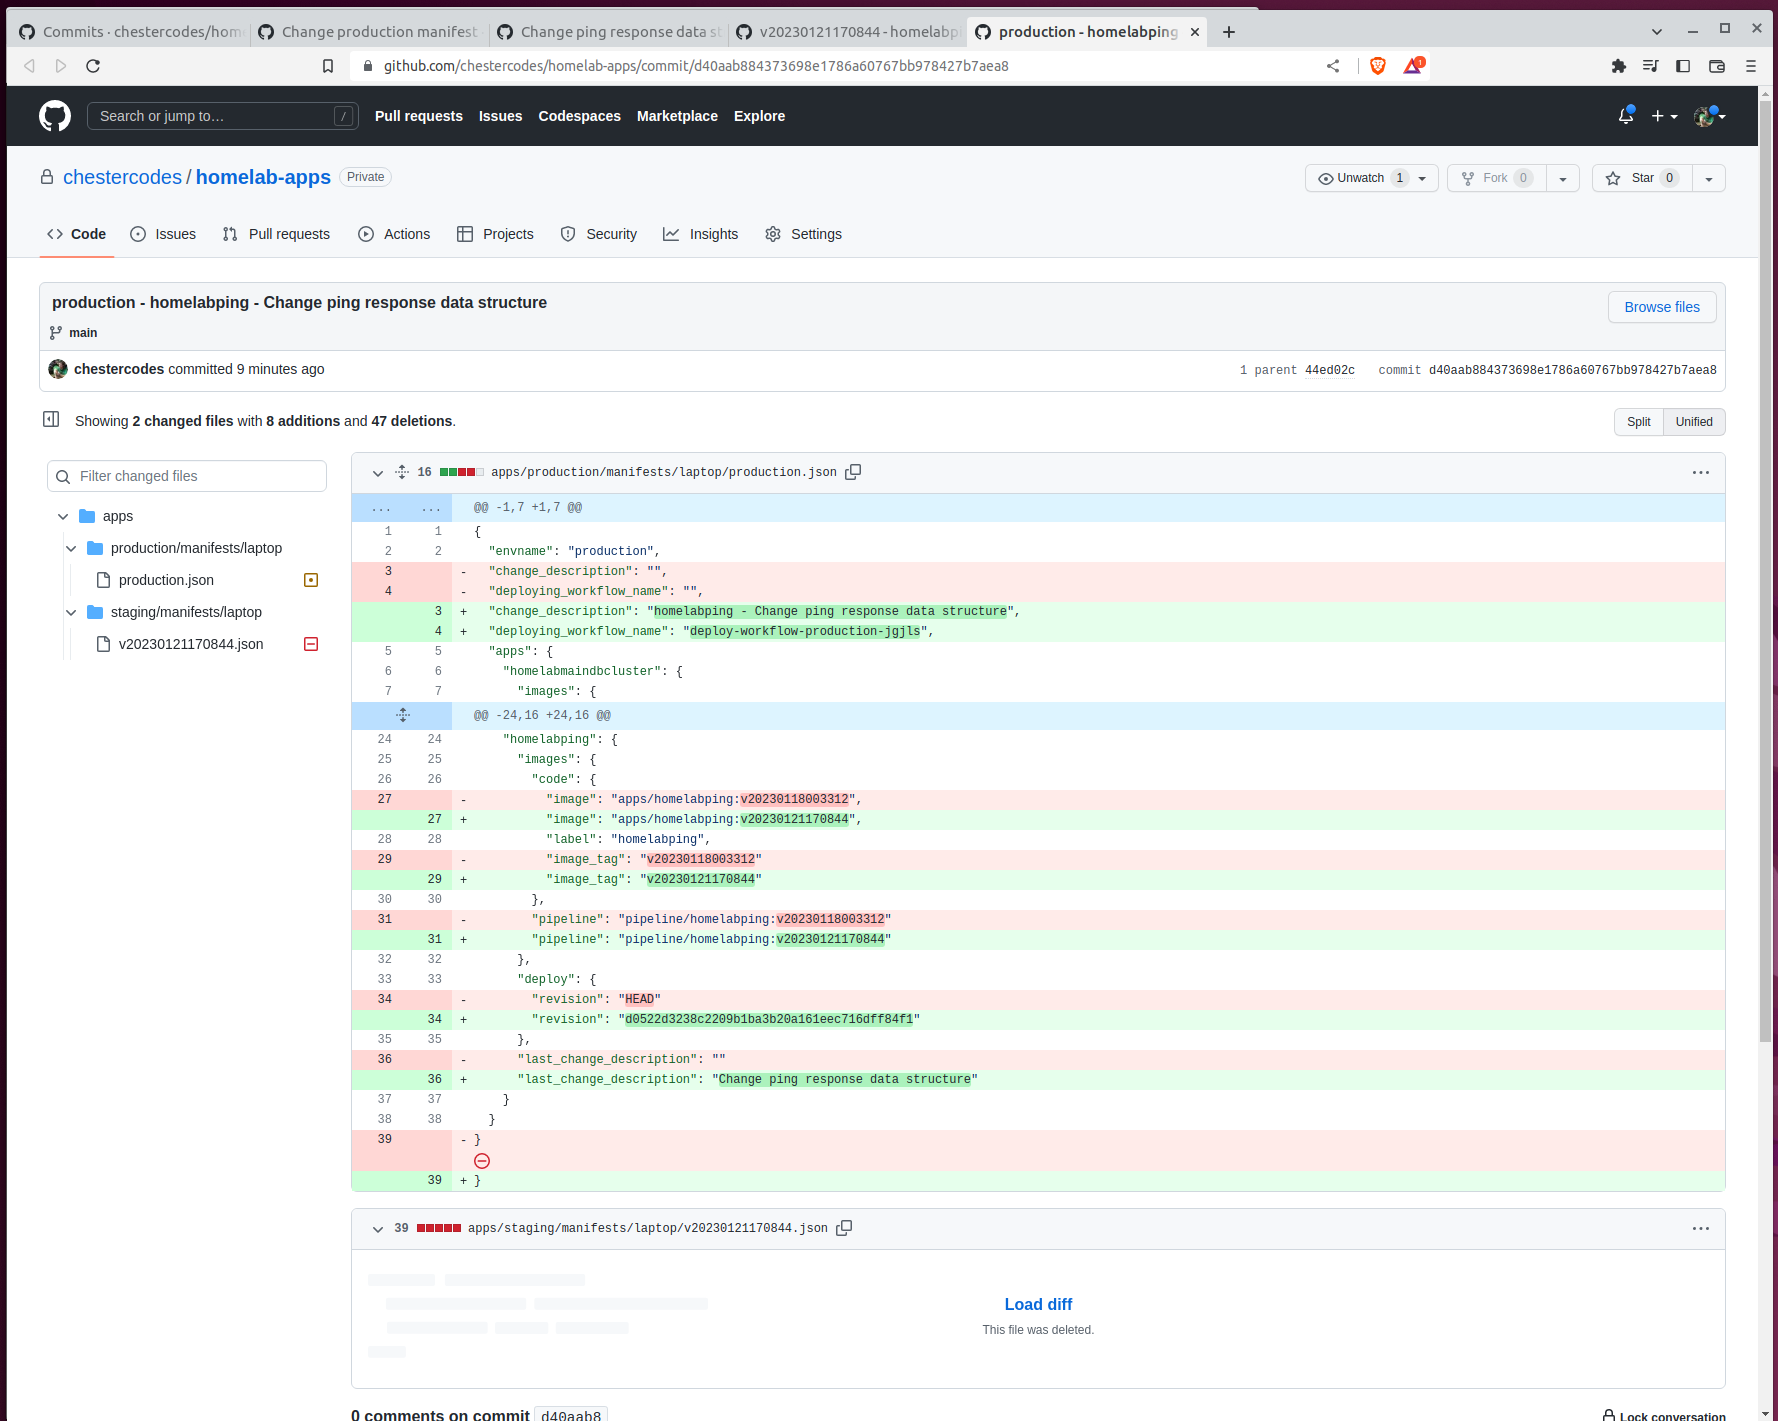 Commits · chestercodes/hom
Change production manifest
Change ping response data st
v20230121170844 - homelabpi
production - homelabping
github.com/chestercodes/homelab-apps/commit/d40aab884373698e1786a60767bb978427b7aea8
1
Search or jump to…
/
Pull requests
Issues
Codespaces
Marketplace
Explore
chestercodes / homelab-apps Private
Unwatch 1
Fork 0
Star 0
Code
Issues
Pull requests
Actions
Projects
Security
Insights
Settings
production - homelabping - Change ping response data structure
Browse files
main
chestercodes committed 9 minutes ago
1 parent 44ed02c commit d40aab884373698e1786a60767bb978427b7aea8
Showing 2 changed files with 8 additions and 47 deletions.
Split Unified
Filter changed files
apps
production/manifests/laptop
production.json
staging/manifests/laptop
v20230121170844.json
16 apps/production/manifests/laptop/production.json
... ... @@ -1,7 +1,7 @@
1 1 {
2 2 "envname": "production",
3 - "change_description": "",
4 - "deploying_workflow_name": "",
3 + "change_description": "homelabping - Change ping response data structure",
4 + "deploying_workflow_name": "deploy-workflow-production-jgjls",
5 5 "apps": {
6 6 "homelabmaindbcluster": {
7 7 "images": {
@@ -24,16 +24,16 @@
24 24 "homelabping": {
25 25 "images": {
26 26 "code": {
27 - "image": "apps/homelabping:v20230118003312",
27 + "image": "apps/homelabping:v20230121170844",
28 28 "label": "homelabping",
29 - "image_tag": "v20230118003312"
29 + "image_tag": "v20230121170844"
30 30 },
31 - "pipeline": "pipeline/homelabping:v20230118003312"
31 + "pipeline": "pipeline/homelabping:v20230121170844"
32 32 },
33 33 "deploy": {
34 - "revision": "HEAD"
34 + "revision": "d0522d3238c2209b1ba3b20a161eec716dff84f1"
35 35 },
36 - "last_change_description": ""
36 + "last_change_description": "Change ping response data structure"
37 37 }
38 38 }
39 - }
39 + }
39 apps/staging/manifests/laptop/v20230121170844.json
Load diff
This file was deleted.
0 comments on commit d40aab8
Lock conversation